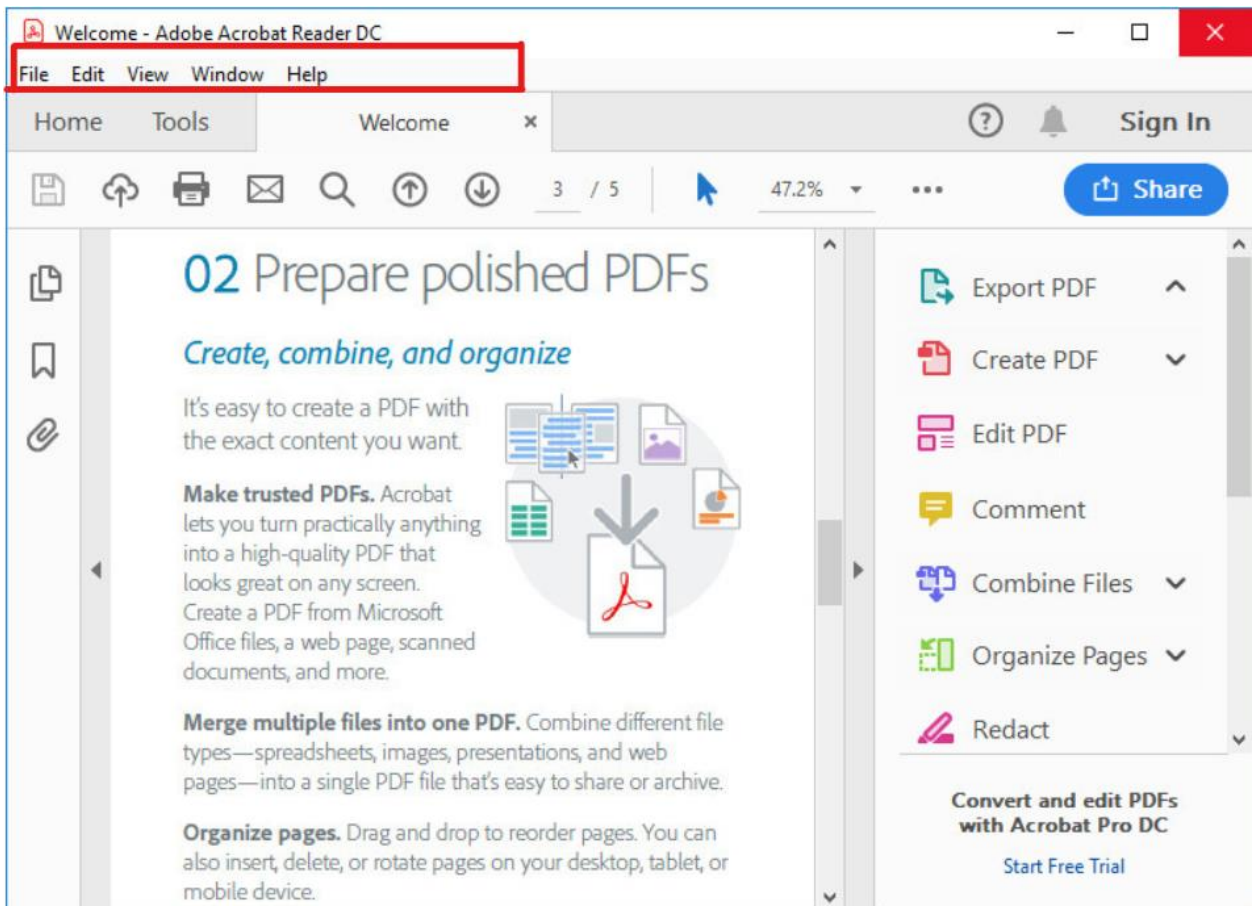 Welcome - Adobe Acrobat Reader DC
File Edit View Window Help
Home Tools Welcome × ? Sign In
3 / 5 47.2% Share
02 Prepare polished PDFs
Create, combine, and organize
It's easy to create a PDF with
the exact content you want.
Make trusted PDFs. Acrobat
lets you turn practically anything
into a high-quality PDF that
looks great on any screen.
Create a PDF from Microsoft
Office files, a web page, scanned
documents, and more.
Merge multiple files into one PDF. Combine different file
types—spreadsheets, images, presentations, and web
pages—into a single PDF file that's easy to share or archive.
Organize pages. Drag and drop to reorder pages. You can
also insert, delete, or rotate pages on your desktop, tablet, or
mobile device.
Export PDF
Create PDF
Edit PDF
Comment
Combine Files
Organize Pages
Redact
Convert and edit PDFs
with Acrobat Pro DC
Start Free Trial